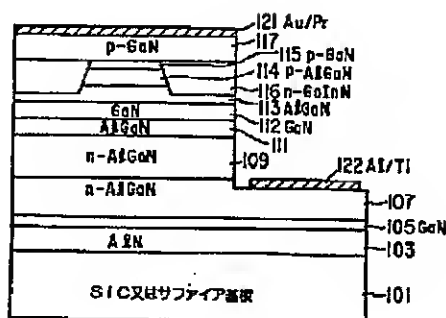 121 Au/Pr
p-GaN 117
115 p-GaN
114 P-AlGaN
116 n-GaInN
113 AlGaN
GaN 112 GaN
AlGaN 111
n-AlGaN 109
122 Al/Ti
n-AlGaN 107
105 GaN
AlN 103
SiC又はサファイア基板 101